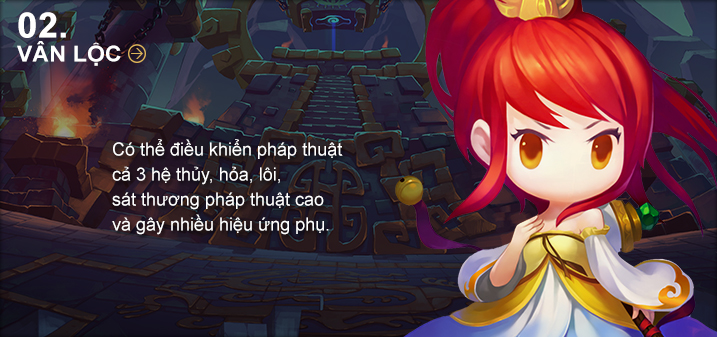 02.
VÂN LỘC
Có thể điều khiển pháp thuật
cả 3 hệ thủy, hỏa, lôi,
sát thương pháp thuật cao
và gây nhiều hiệu ứng phụ.